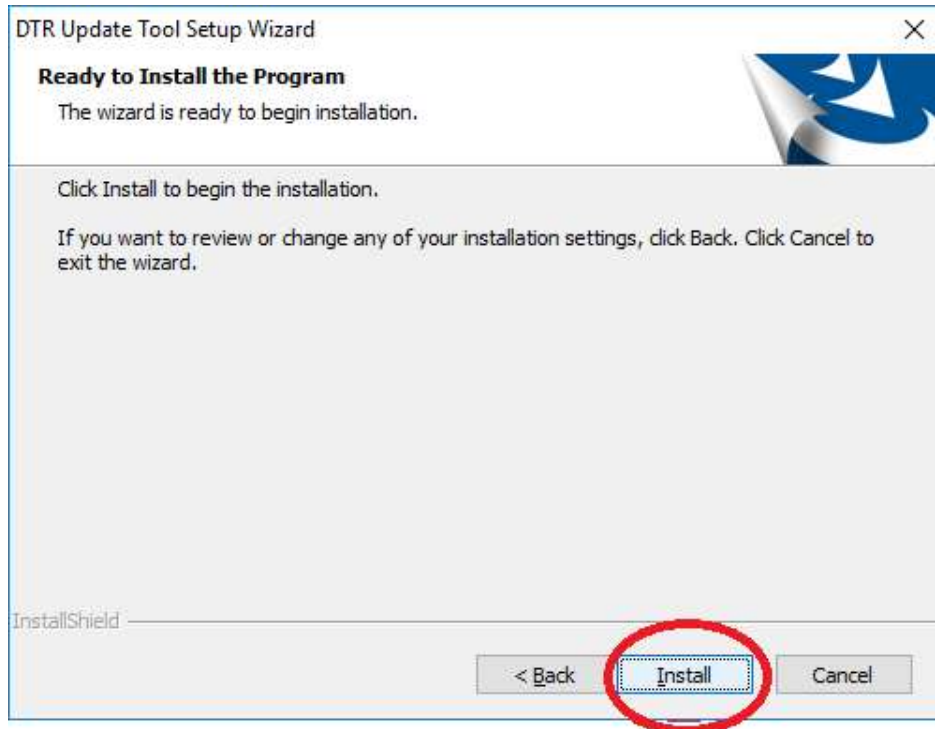 DTR Update Tool Setup Wizard
Ready to Install the Program
The wizard is ready to begin installation.
Click Install to begin the installation.
If you want to review or change any of your installation settings, click Back. Click Cancel to
exit the wizard.
InstallShield
< Back Install Cancel